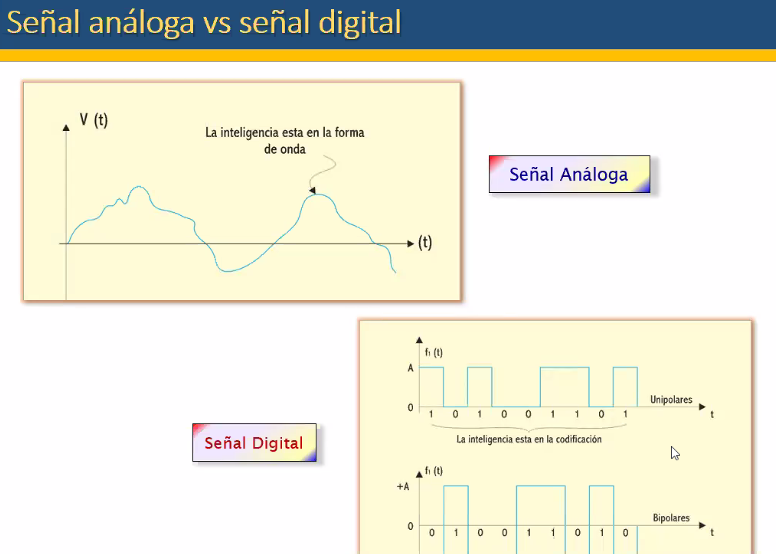 Señal análoga vs señal digital
V (t)
La inteligencia esta en la forma
de onda
(t)
Señal Análoga
f₁ (t)
A
Unipolares
0
1 0 1 0 0 1 1 0 1
t
La inteligencia esta en la codificación
Señal Digital
f₁ (t)
+A
Bipolares
0
0 1 0 0 1 1 0 1 0
t